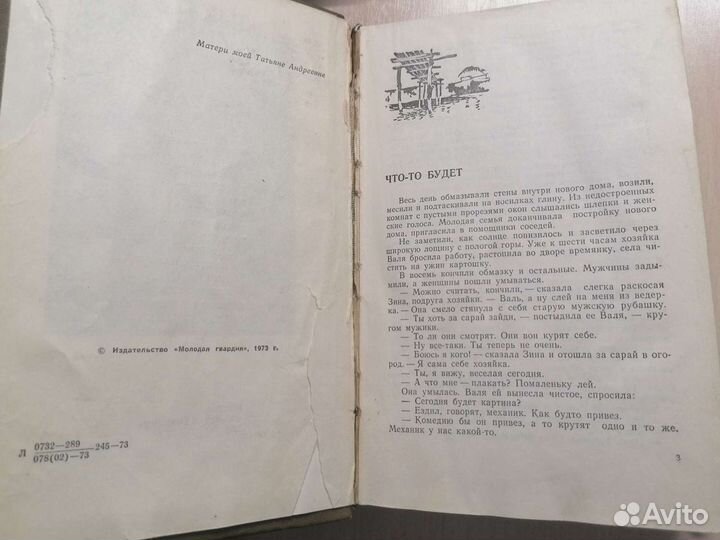 Матери моей Татьяне Андреевне
© Издательство «Молодая гвардия», 1973 г.
Л 0732—289 245—73
078(02)—73
ЧТО-ТО БУДЕТ
Весь день обмазывали стены внутри нового дома, возили,
месили и подтаскивали на носилках глину. Из недостроенных
комнат с пустыми прорезями окон слышались шлепки и жен-
ские голоса. Молодая семья доканчивала постройку нового
дома, пригласила в помощники соседей.
Не заметили, как солнце понизилось и засветило через
широкую лощину с пологой горы. Уже к шести часам хозяйка
Валя бросила работу, растопила во дворе времянку, села чи-
стить на ужин картошку.
В восемь кончили обмазку и остальные. Мужчины зады-
мили, а женщины пошли умываться.
— Можно считать, кончили, — сказала слегка раскосая
Зина, подруга хозяйки. — Валь, а ну слей на меня из ведер-
ка. — Она смело стянула с себя старую мужскую рубашку.
— Ты хоть за сарай зайди, — постыдила ее Валя, — кру-
гом мужики.
— То ли они смотрят. Они вон курят себе.
— Ну все-таки. Ты теперь не очень.
— Боюсь я кого! — сказала Зина и отошла за сарай в ого-
род. — Я сама себе хозяйка.
— Ты, я вижу, веселая сегодня.
— А что мне — плакать? Помаленьку лей.
Она умылась. Валя ей вынесла чистое, спросила:
— Сегодня будет картина?
— Ездил, говорят, механик. Как будто привез.
— Комедию бы он привез, а то крутят одно и то же.
Механик у нас какой-то.
3
Avito